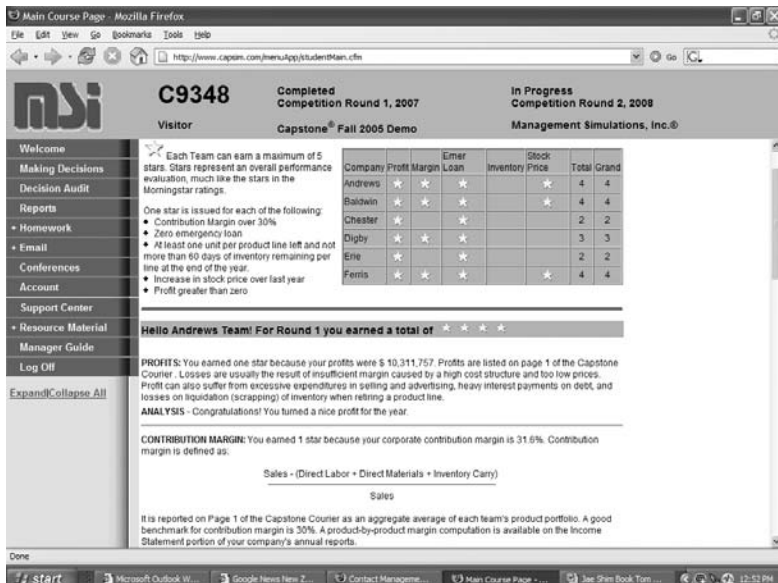 Main Course Page - Mozilla Firefox
File Edit View Go Bookmarks Tools Help
http://www.capsim.com/menuApp/studentMain.cfm
Go
msi
C9348
Visitor
Completed
Competition Round 1, 2007
Capstone® Fall 2005 Demo
In Progress
Competition Round 2, 2008
Management Simulations, Inc.®
Welcome
Making Decisions
Decision Audit
Reports
+ Homework
+ Email
Conferences
Account
Support Center
+ Resource Material
Manager Guide
Log Off
Expand|Collapse All
Each Team can earn a maximum of 5
stars. Stars represent an overall performance
evaluation, much like the stars in the
Morningstar ratings.
One star is issued for each of the following:
Contribution Margin over 30%
Zero emergency loan
At least one unit per product line left and not
more than 60 days of inventory remaining per
line at the end of the year.
Increase in stock price over last year
Profit greater than zero
Company Profit Margin Emer Loan Inventory Stock Price Total Grand
Andrews 4 4
Baldwin 4 4
Chester 2 2
Digby 3 3
Erie 2 2
Ferris 4 4
Hello Andrews Team! For Round 1 you earned a total of
PROFITS: You earned one star because your profits were $ 10,311,757. Profits are listed on page 1 of the Capstone
Courier . Losses are usually the result of insufficient margin caused by a high cost structure and too low prices.
Profit can also suffer from excessive expenditures in selling and advertising, heavy interest payments on debt, and
losses on liquidation (scrapping) of inventory when retiring a product line.
ANALYSIS - Congratulations! You turned a nice profit for the year.
CONTRIBUTION MARGIN: You earned 1 star because your corporate contribution margin is 31.6%. Contribution
margin is defined as:
Sales - (Direct Labor + Direct Materials + Inventory Carry)
Sales
It is reported on Page 1 of the Capstone Courier as an aggregate average of each team's product portfolio. A good
benchmark for contribution margin is 30%. A product-by-product margin computation is available on the Income
Statement portion of your company's annual reports.
Done
start
Microsoft Outlook W...
Google News New Z...
Contact Manageme...
Main Course Page - ...
Jae Shim Book Tom ...
12:52 PM